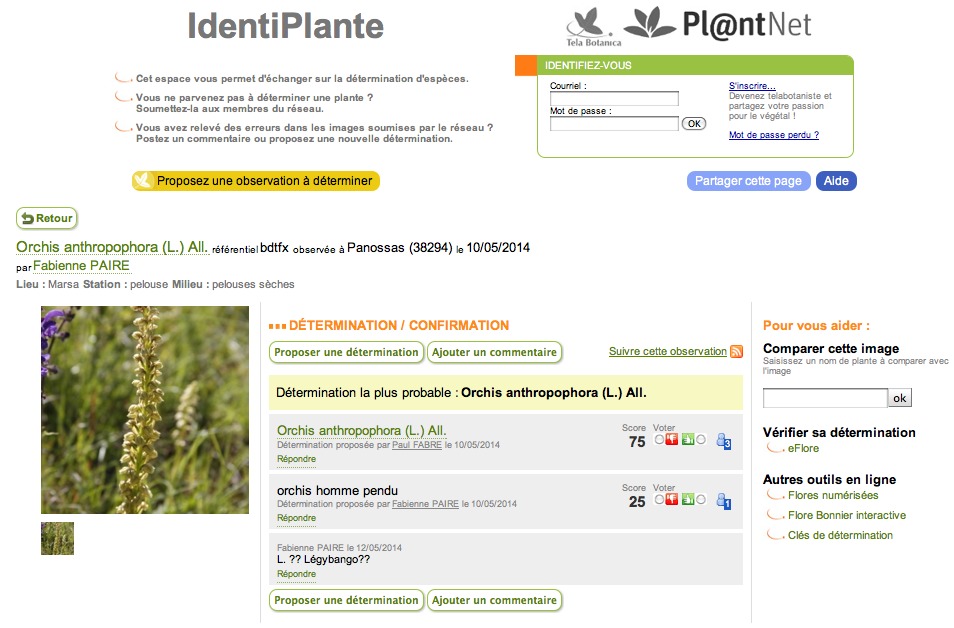 IdentiPlante
Tela Botanica
Pl@ntNet
Cet espace vous permet d'échanger sur la détermination d'espèces.
Vous ne parvenez pas à déterminer une plante ?
Soumettez-la aux membres du réseau.
Vous avez relevé des erreurs dans les images soumises par le réseau ?
Postez un commentaire ou proposez une nouvelle détermination.
IDENTIFIEZ-VOUS
Courriel :
Mot de passe :
OK
S'inscrire...
Devenez telabotaniste et
partagez votre passion
pour le végétal !
Mot de passe perdu ?
Proposez une observation à déterminer
Partager cette page
Aide
Retour
Orchis anthropophora (L.) All. référentiel bdtfx observée à Panossas (38294) le 10/05/2014
par Fabienne PAIRE
Lieu : Marsa Station : pelouse Milieu : pelouses sèches
DÉTERMINATION / CONFIRMATION
Proposer une détermination
Ajouter un commentaire
Suivre cette observation
Détermination la plus probable : Orchis anthropophora (L.) All.
Orchis anthropophora (L.) All.
Détermination proposée par Paul FABRE le 10/05/2014
Répondre
Score Voter
75
3
orchis homme pendu
Détermination proposée par Fabienne PAIRE le 10/05/2014
Répondre
Score Voter
25
1
Fabienne PAIRE le 12/05/2014
L. ?? Légybango??
Répondre
Proposer une détermination
Ajouter un commentaire
Pour vous aider :
Comparer cette image
Saisissez un nom de plante à comparer avec
l'image
ok
Vérifier sa détermination
eFlore
Autres outils en ligne
Flores numérisées
Flore Bonnier interactive
Clés de détermination